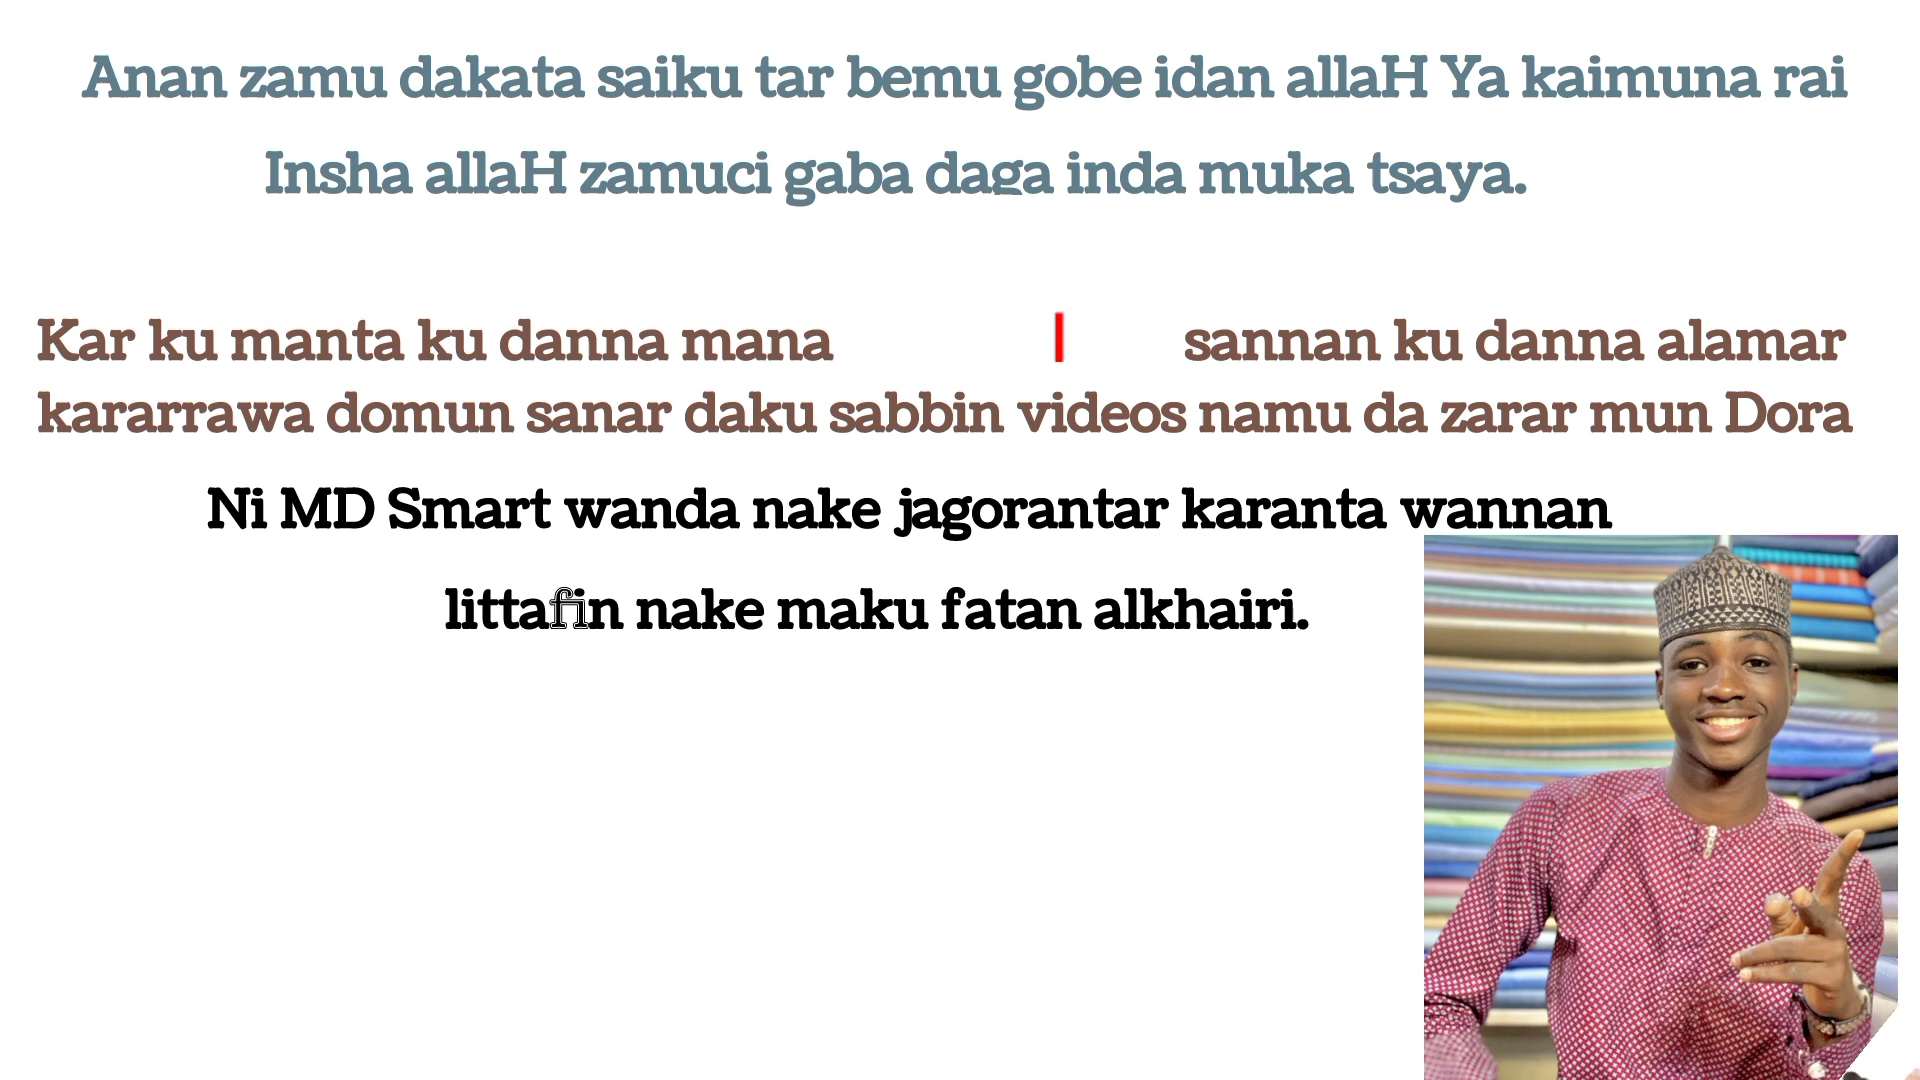 Anan zamu dakata saiku tar bemu gobe idan allaH Ya kaimuna rai
Insha allaH zamuci gaba daga inda muka tsaya.
Kar ku manta ku danna mana sannan ku danna alamar
kararrawa domun sanar daku sabbin videos namu da zarar mun Dora
Ni MD Smart wanda nake jagorantar karanta wannan
littafin nake maku fatan alkhairi.